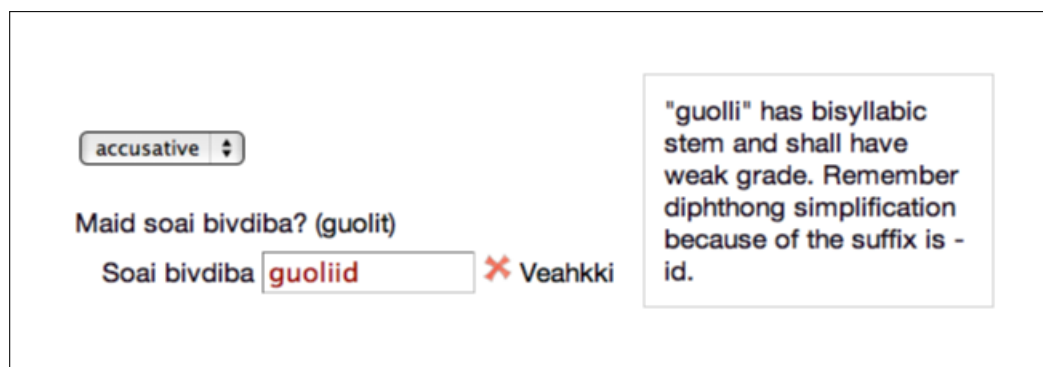 accusative
Maid soai bivdiba? (guolit)
Soai bivdiba guoliid Veahkki
"guolli" has bisyllabic
stem and shall have
weak grade. Remember
diphthong simplification
because of the suffix is -
id.